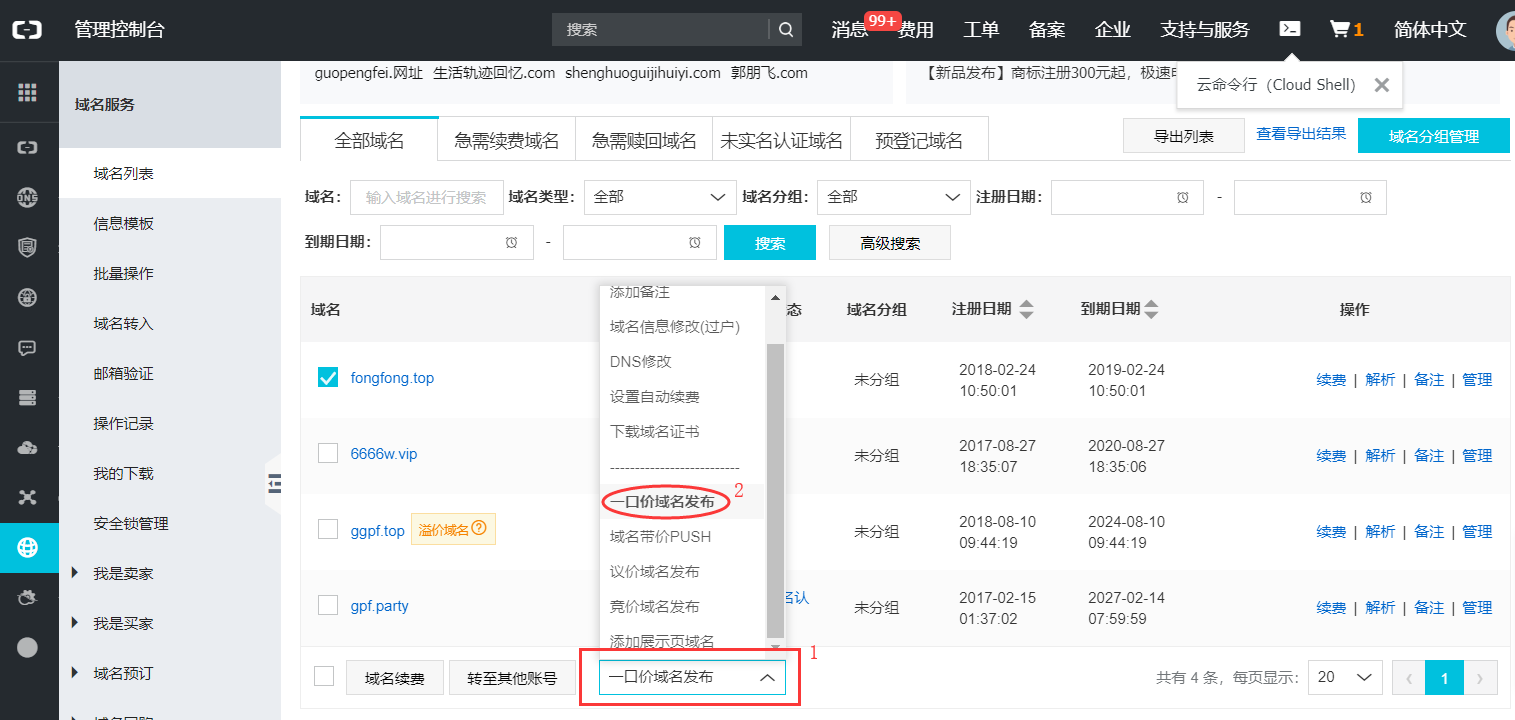 管理控制台
搜索
消息 99+ 费用 工单 备案 企业 支持与服务 1 简体中文
guopengfei.网址 生活轨迹回忆.com shenghuoguijihuiyi.com 郭朋飞.com
【新品发布】商标注册300元起，极速
云命令行（Cloud Shell）
域名服务
域名列表
信息模板
批量操作
域名转入
邮箱验证
操作记录
我的下载
安全锁管理
我是卖家
我是买家
域名预订
DNS
全部域名 急需续费域名 急需赎回域名 未实名认证域名 预登记域名
导出列表 查看导出结果 域名分组管理
域名： 输入域名进行搜索 域名类型： 全部 域名分组： 全部 注册日期： -
到期日期： - 搜索 高级搜索
域名 态 域名分组 注册日期 到期日期 操作
fongfong.top 未分组 2018-02-24 10:50:01 2019-02-24 10:50:01 续费 | 解析 | 备注 | 管理
6666w.vip 未分组 2017-08-27 18:35:07 2020-08-27 18:35:06 续费 | 解析 | 备注 | 管理
ggpf.top 溢价域名 ? 未分组 2018-08-10 09:44:19 2024-08-10 09:44:19 续费 | 解析 | 备注 | 管理
gpf.party 名认 未分组 2017-02-15 01:37:02 2027-02-14 07:59:59 续费 | 解析 | 备注 | 管理
添加备注
域名信息修改(过户)
DNS修改
设置自动续费
下载域名证书
--------------------------
一口价域名发布 2
域名带价PUSH
议价域名发布
竞价域名发布
添加展示页域名
1
域名续费 转至其他账号 一口价域名发布
共有 4 条，每页显示： 20 ‹ 1 ›